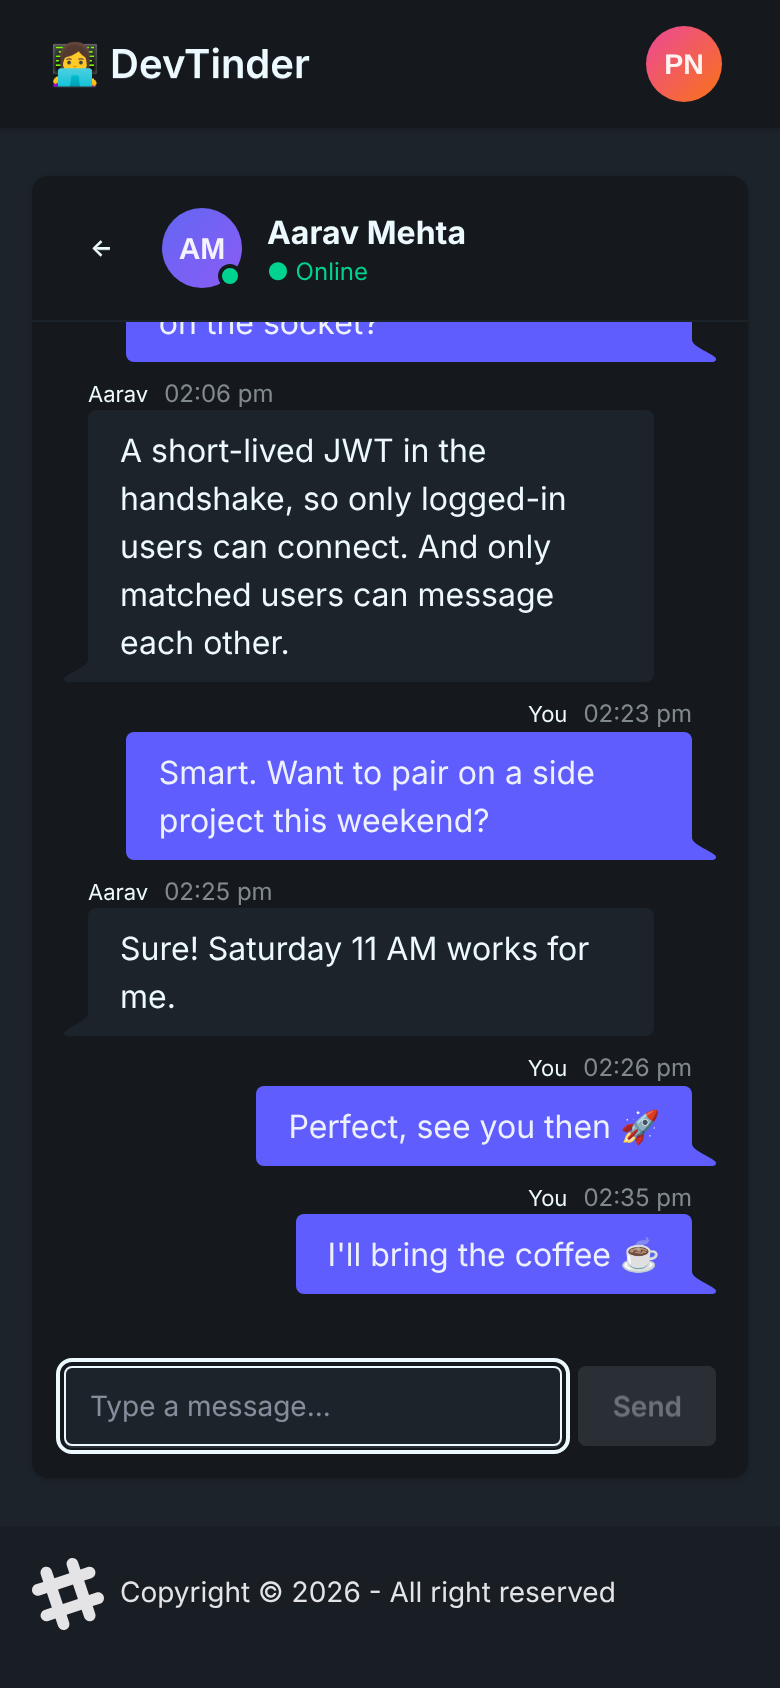 DevTinder
PN
AM
Aarav Mehta
Online
on the socket?
Aarav 02:06 pm
A short-lived JWT in the
handshake, so only logged-in
users can connect. And only
matched users can message
each other.
You 02:23 pm
Smart. Want to pair on a side
project this weekend?
Aarav 02:25 pm
Sure! Saturday 11 AM works for
me.
You 02:26 pm
Perfect, see you then 🚀
You 02:35 pm
I'll bring the coffee ☕
Type a message...
Send
Copyright © 2026 - All right reserved